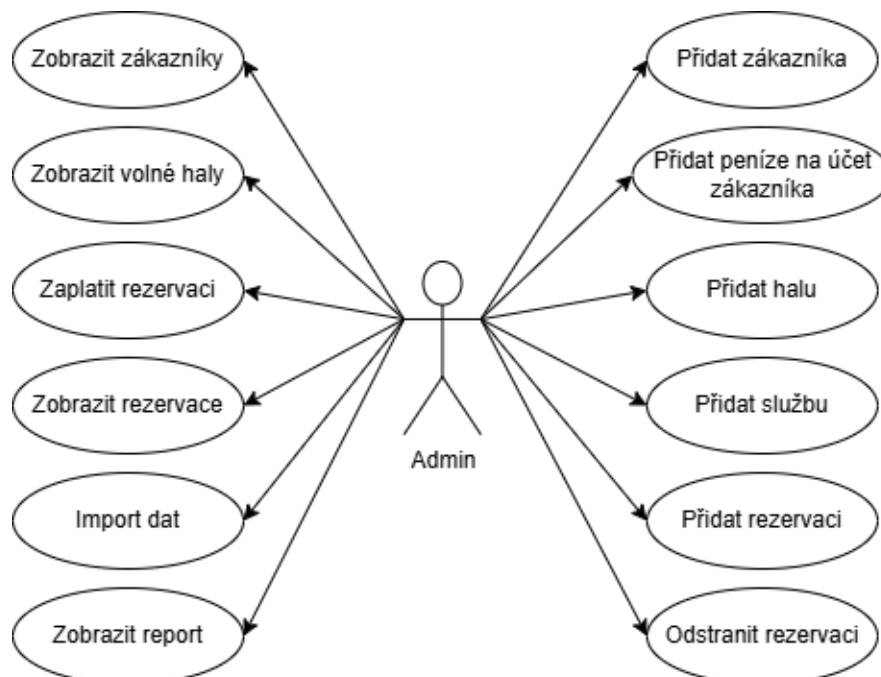 Zobrazit zákazníky
Přidat zákazníka
Zobrazit volné haly
Přidat peníze na účet
zákazníka
Zaplatit rezervaci
Přidat halu
Zobrazit rezervace
Přidat službu
Admin
Import dat
Přidat rezervaci
Zobrazit report
Odstranit rezervaci